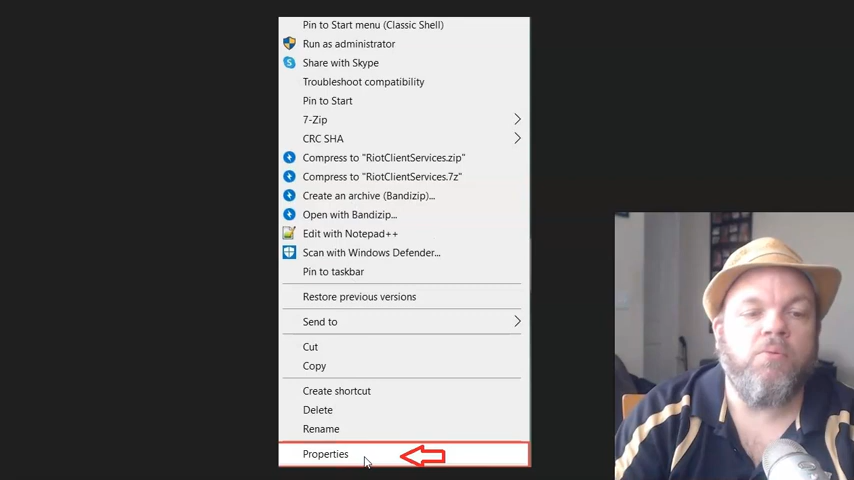 Pin to Start menu (Classic Shell)
Run as administrator
Share with Skype
Troubleshoot compatibility
Pin to Start
7-Zip
CRC SHA
Compress to "RiotClientServices.zip"
Compress to "RiotClientServices.7z"
Create an archive (Bandizip)...
Open with Bandizip...
Edit with Notepad++
Scan with Windows Defender...
Pin to taskbar
Restore previous versions
Send to
Cut
Copy
Create shortcut
Delete
Rename
Properties